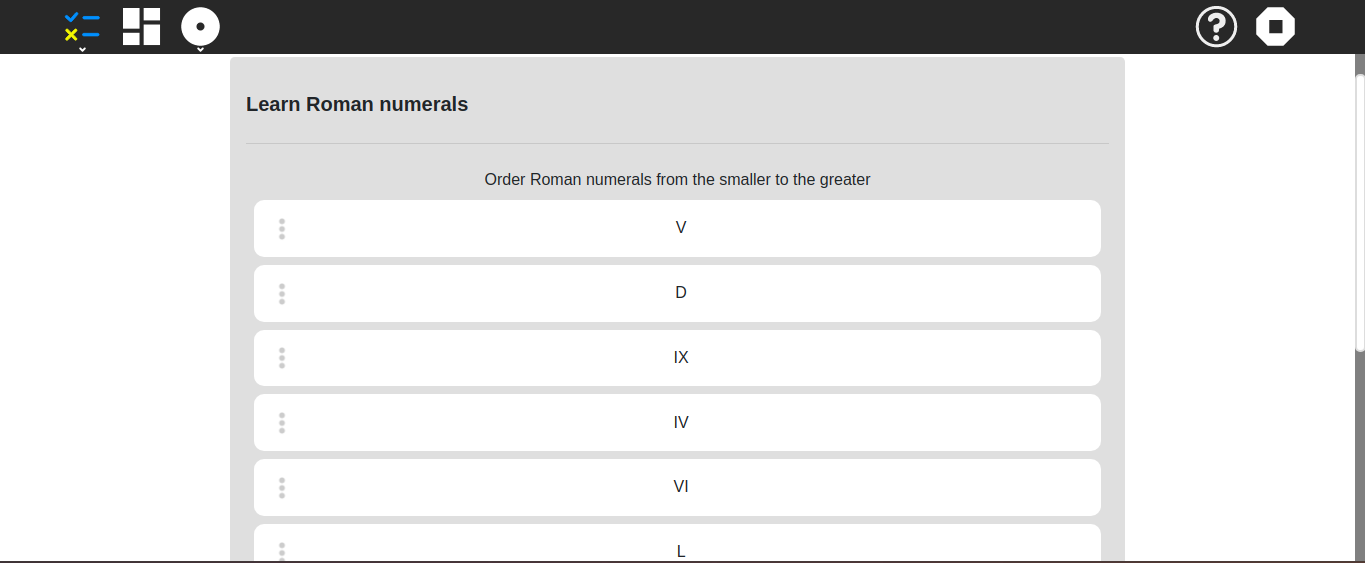 Learn Roman numerals
Order Roman numerals from the smaller to the greater
V
D
IX
IV
VI
L